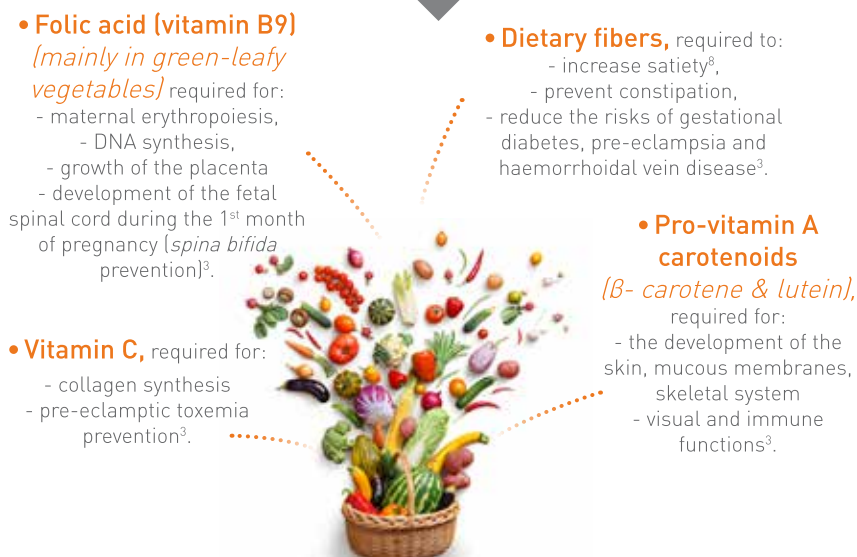 • Folic acid (vitamin B9)
(mainly in green-leafy
vegetables) required for:
- maternal erythropoiesis,
- DNA synthesis,
- growth of the placenta
- development of the fetal
spinal cord during the 1st month
of pregnancy (spina bifida
prevention)³.
• Vitamin C, required for:
- collagen synthesis
- pre-eclamptic toxemia
prevention³.
• Dietary fibers, required to:
- increase satiety⁸,
- prevent constipation,
- reduce the risks of gestational
diabetes, pre-eclampsia and
haemorrhoidal vein disease³.
• Pro-vitamin A
carotenoids
(β- carotene & lutein),
required for:
- the development of the
skin, mucous membranes,
skeletal system
- visual and immune
functions³.